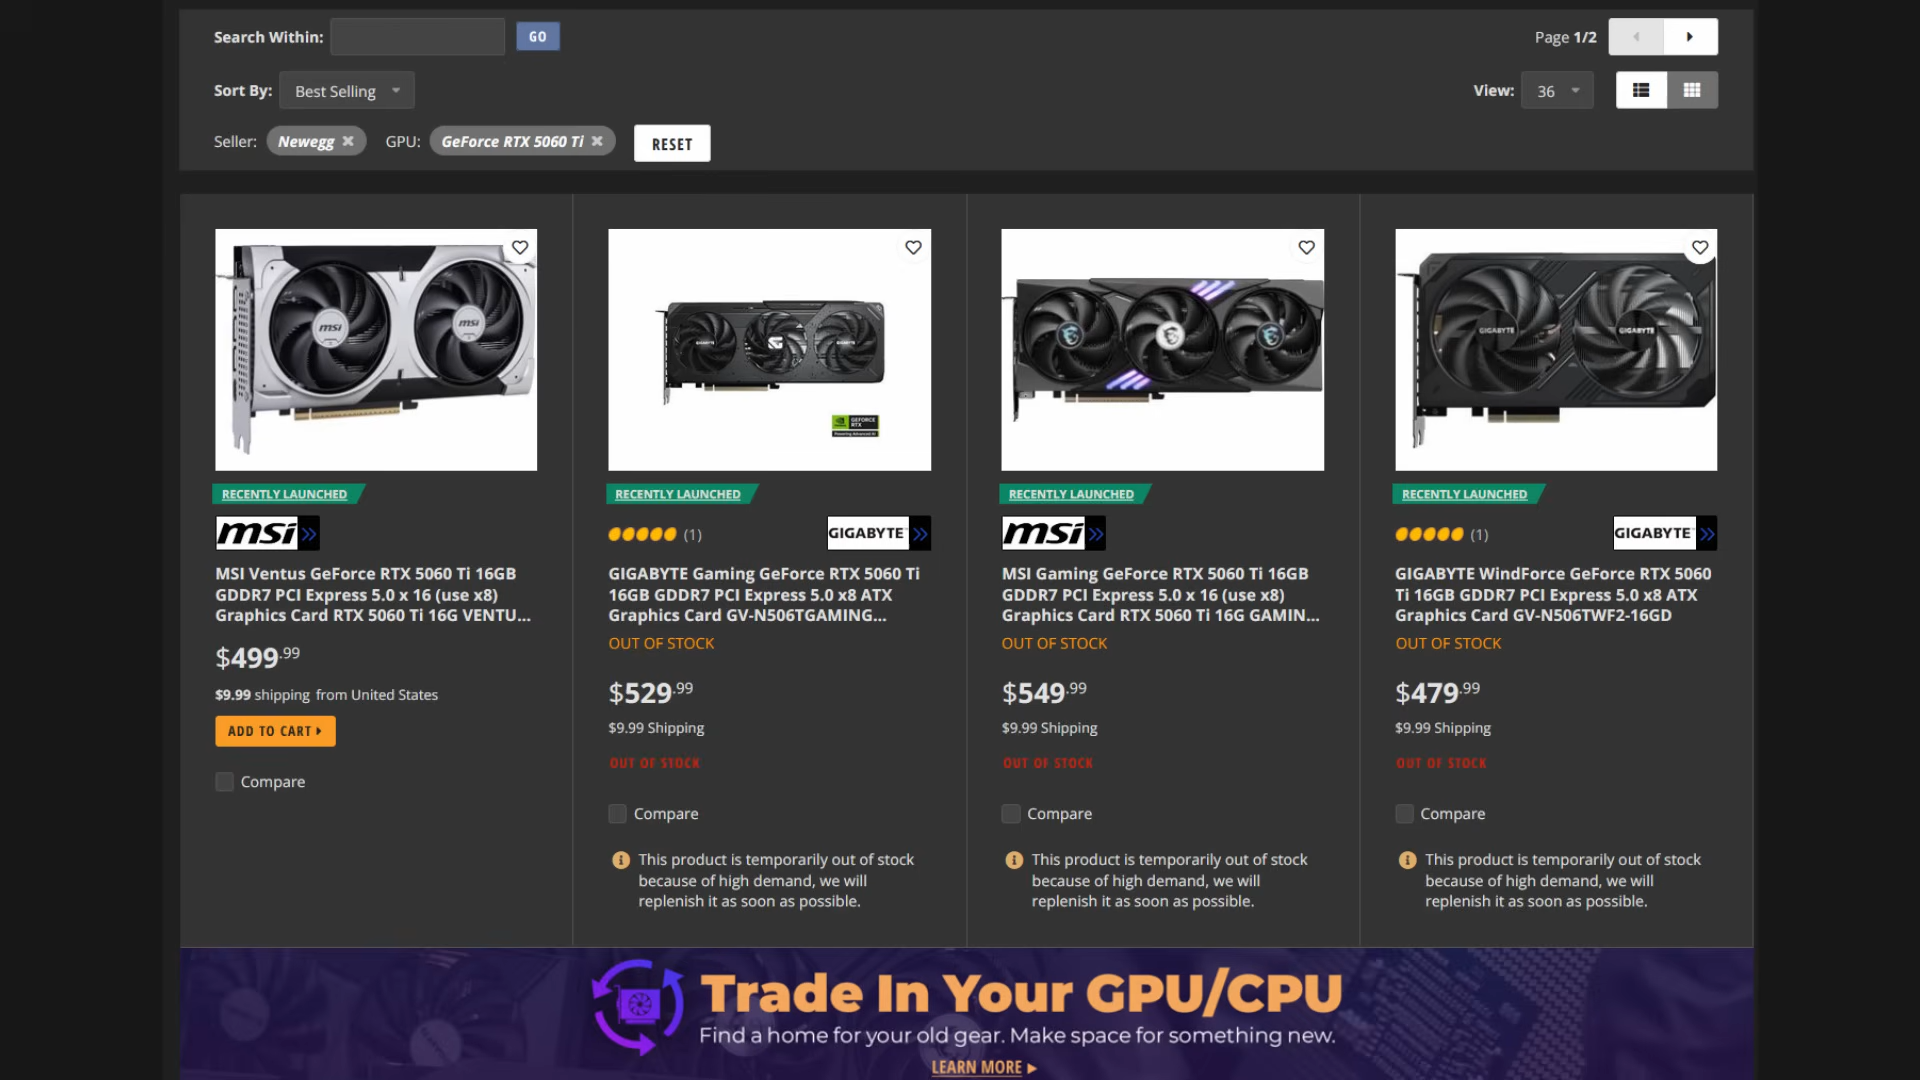 Search Within:
GO
Page 1/2
Sort By:
Best Selling
View:
36
Seller:
Newegg
GPU:
GeForce RTX 5060 Ti
RESET
msi
msi
RECENTLY LAUNCHED
msi
MSI Ventus GeForce RTX 5060 Ti 16GB
GDDR7 PCI Express 5.0 x 16 (use x8)
Graphics Card RTX 5060 Ti 16G VENTU...
$499.99
$9.99 shipping from United States
ADD TO CART
Compare
GIGABYTE
GIGABYTE
GEFORCE
RTX
RECENTLY LAUNCHED
(1)
GIGABYTE
GIGABYTE Gaming GeForce RTX 5060 Ti
16GB GDDR7 PCI Express 5.0 x8 ATX
Graphics Card GV-N506TGAMING...
OUT OF STOCK
$529.99
$9.99 Shipping
OUT OF STOCK
Compare
This product is temporarily out of stock
because of high demand, we will
replenish it as soon as possible.
RECENTLY LAUNCHED
msi
MSI Gaming GeForce RTX 5060 Ti 16GB
GDDR7 PCI Express 5.0 x 16 (use x8)
Graphics Card RTX 5060 Ti 16G GAMIN...
OUT OF STOCK
$549.99
$9.99 Shipping
OUT OF STOCK
Compare
This product is temporarily out of stock
because of high demand, we will
replenish it as soon as possible.
GIGABYTE
GIGABYTE
RECENTLY LAUNCHED
(1)
GIGABYTE
GIGABYTE WindForce GeForce RTX 5060
Ti 16GB GDDR7 PCI Express 5.0 x8 ATX
Graphics Card GV-N506TWF2-16GD
OUT OF STOCK
$479.99
$9.99 Shipping
OUT OF STOCK
Compare
This product is temporarily out of stock
because of high demand, we will
replenish it as soon as possible.
Trade In Your GPU/CPU
Find a home for your old gear. Make space for something new.
LEARN MORE